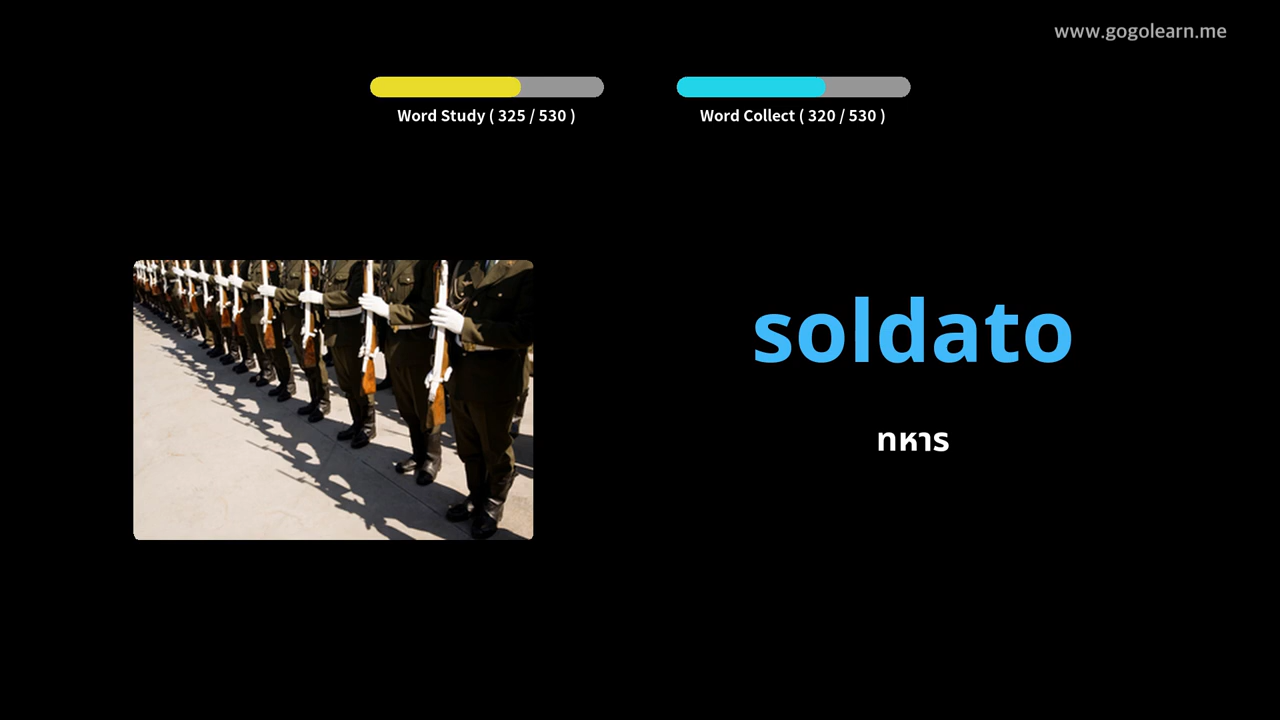 www.gogolearn.me
Word Study ( 325 / 530 )
Word Collect ( 320 / 530 )
soldato
ทหาร